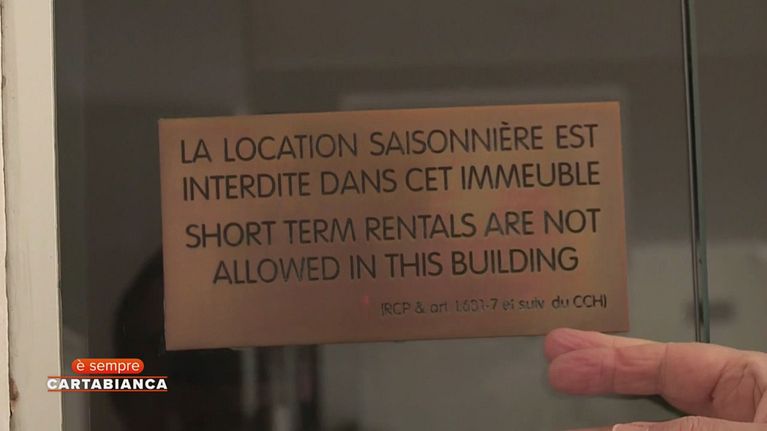 LA LOCATION SAISONNIÈRE EST
INTERDITE DANS CET IMMEUBLE
SHORT TERM RENTALS ARE NOT
ALLOWED IN THIS BUILDING
(RCP & art L631-7 et suiv du CCH)
è sempre
CARTABIANCA